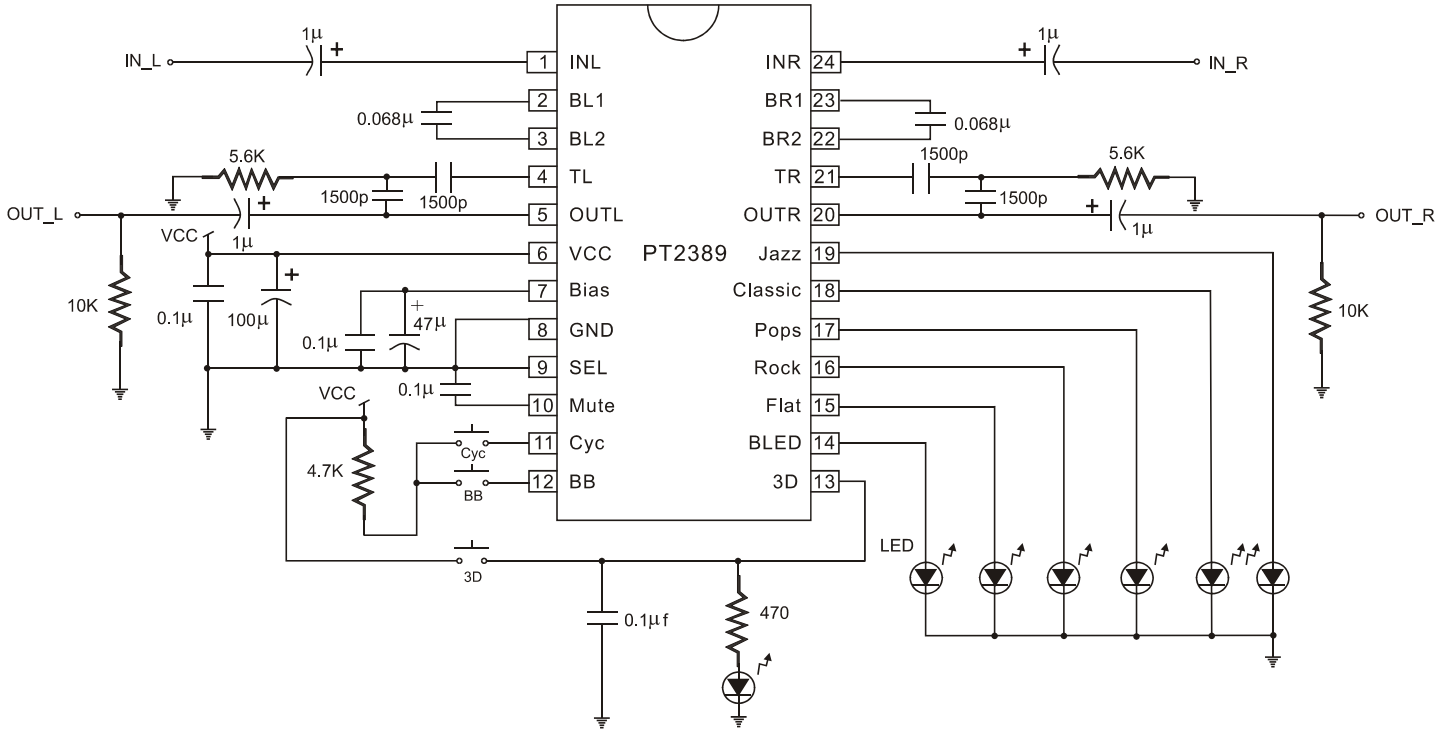 1µ
+
IN_L
1 INL
0.068µ
2 BL1
3 BL2
5.6K
1500p
1500p
4 TL
OUT_L
+
1µ
5 OUTL
VCC
6 VCC
10K
0.1µ
+
100µ
7 Bias
+
47µ
0.1µ
8 GND
9 SEL
VCC
0.1µ
10 Mute
4.7K
Cyc
11 Cyc
BB
12 BB
3D
PT2389
1µ
+
IN_R
INR 24
BR1 23
0.068µ
BR2 22
1500p
5.6K
TR 21
1500p
OUTR 20
+
1µ
OUT_R
Jazz 19
Classic 18
10K
Pops 17
Rock 16
Flat 15
BLED 14
3D 13
LED
0.1µf
470